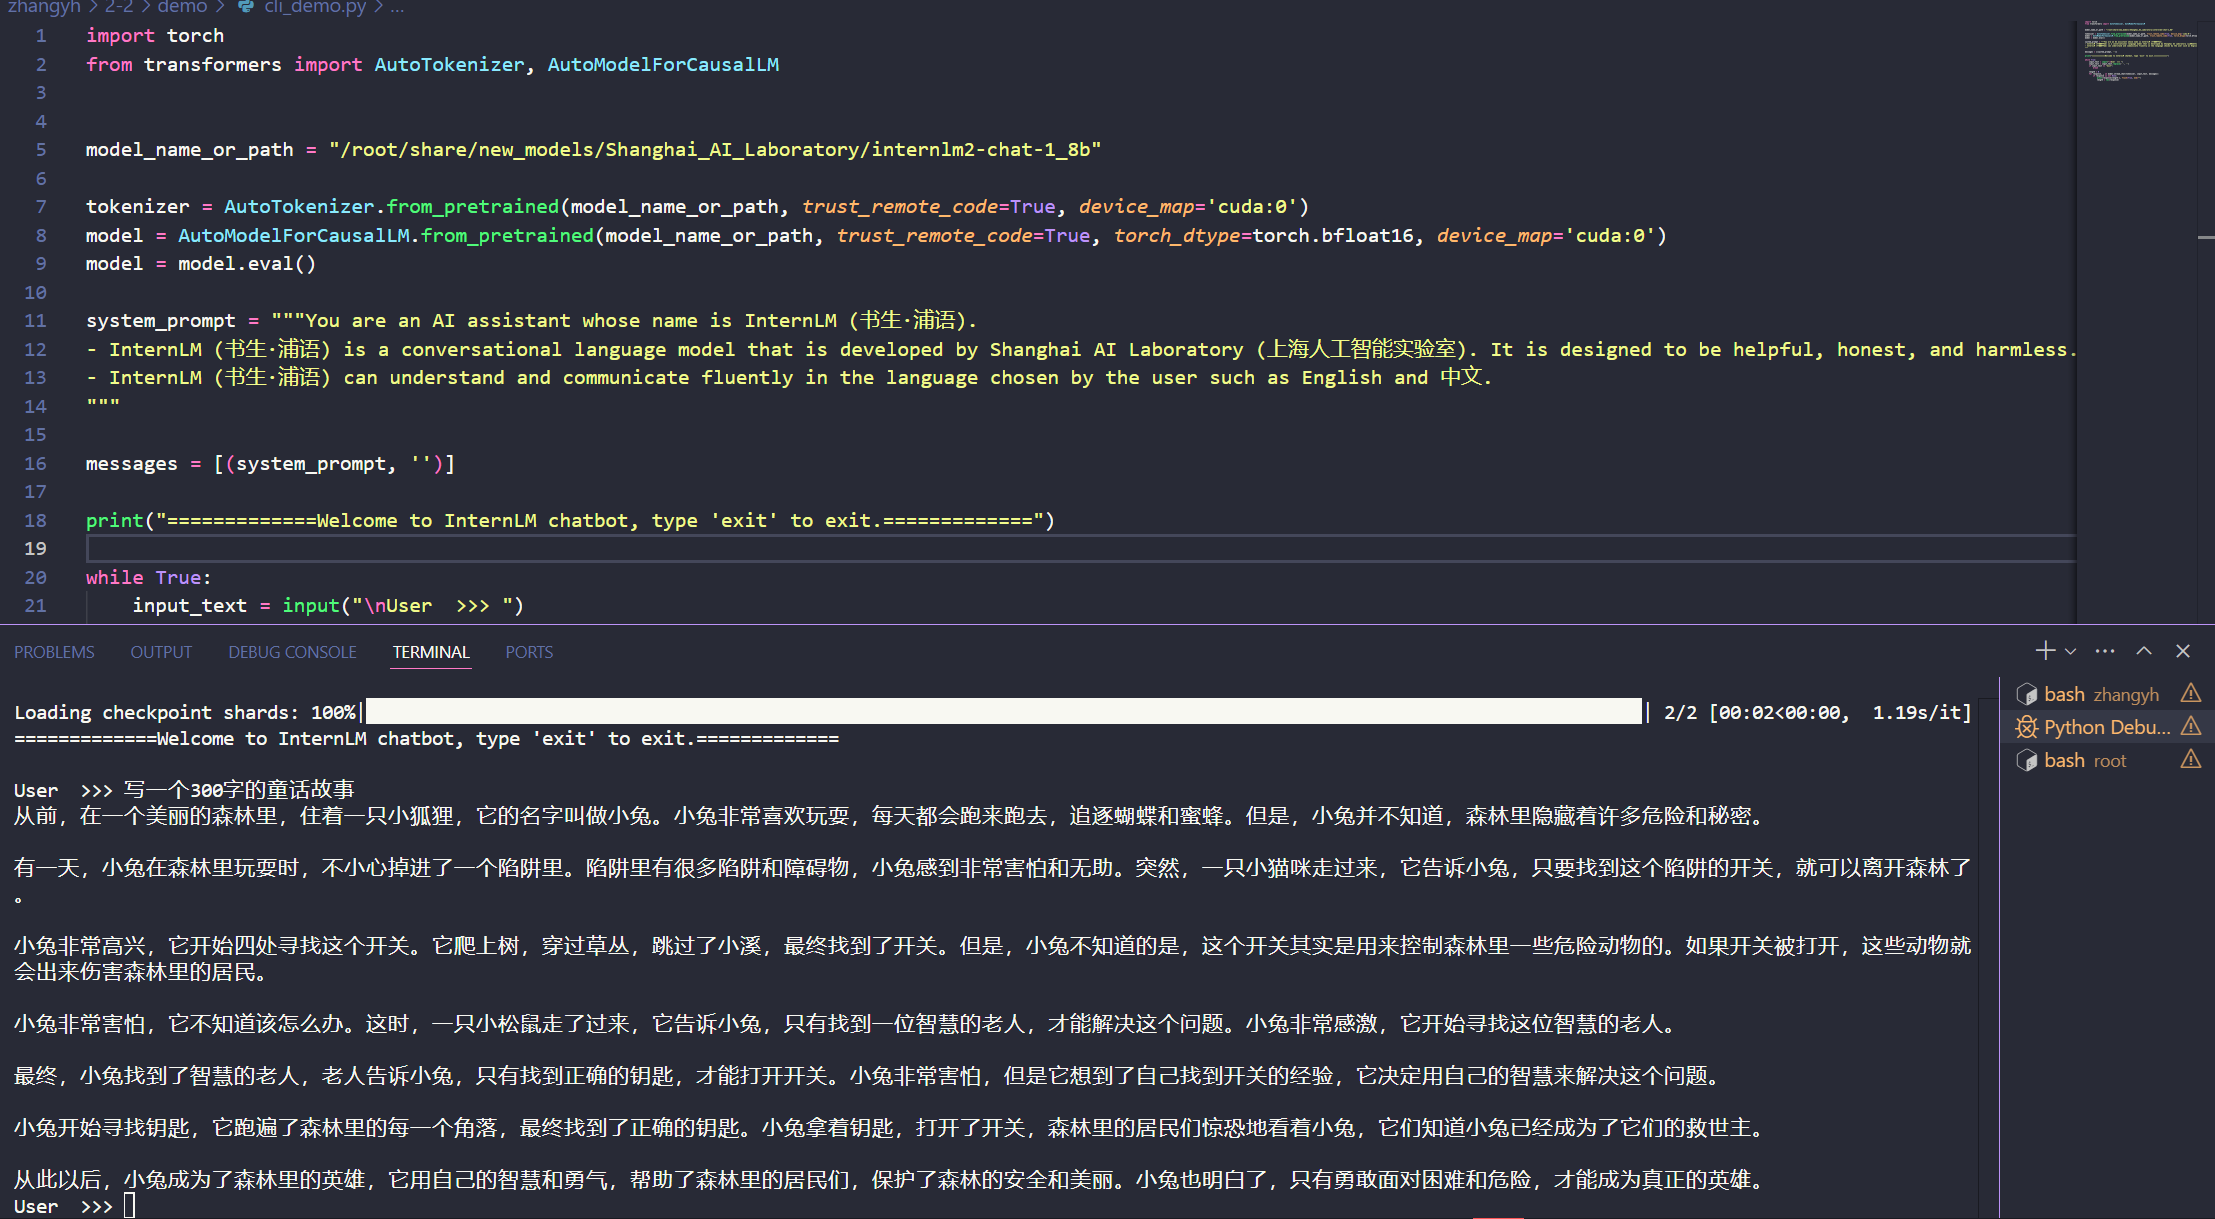 zhangyh > 2-2 > demo > cli_demo.py > ...
1 import torch
2 from transformers import AutoTokenizer, AutoModelForCausalLM
3
4
5 model_name_or_path = "/root/share/new_models/Shanghai_AI_Laboratory/internlm2-chat-1_8b"
6
7 tokenizer = AutoTokenizer.from_pretrained(model_name_or_path, trust_remote_code=True, device_map='cuda:0')
8 model = AutoModelForCausalLM.from_pretrained(model_name_or_path, trust_remote_code=True, torch_dtype=torch.bfloat16, device_map='cuda:0')
9 model = model.eval()
10
11 system_prompt = """You are an AI assistant whose name is InternLM (书生·浦语).
12 - InternLM (书生·浦语) is a conversational language model that is developed by Shanghai AI Laboratory (上海人工智能实验室). It is designed to be helpful, honest, and harmless.
13 - InternLM (书生·浦语) can understand and communicate fluently in the language chosen by the user such as English and 中文.
14 """
15
16 messages = [(system_prompt, '')]
17
18 print("=============Welcome to InternLM chatbot, type 'exit' to exit.=============")
19
20 while True:
21 input_text = input("\nUser  >>> ")
PROBLEMS OUTPUT DEBUG CONSOLE TERMINAL PORTS
bash zhangyh
Python Debu...
bash root
Loading checkpoint shards: 100%| | 2/2 [00:02<00:00,  1.19s/it]
=============Welcome to InternLM chatbot, type 'exit' to exit.=============
User  >>> 写一个300字的童话故事
从前，在一个美丽的森林里，住着一只小狐狸，它的名字叫做小兔。小兔非常喜欢玩耍，每天都会跑来跑去，追逐蝴蝶和蜜蜂。但是，小兔并不知道，森林里隐藏着许多危险和秘密。
有一天，小兔在森林里玩耍时，不小心掉进了一个陷阱里。陷阱里有很多陷阱和障碍物，小兔感到非常害怕和无助。突然，一只小猫咪走过来，它告诉小兔，只要找到这个陷阱的开关，就可以离开森林了
。
小兔非常高兴，它开始四处寻找这个开关。它爬上树，穿过草丛，跳过了小溪，最终找到了开关。但是，小兔不知道的是，这个开关其实是用来控制森林里一些危险动物的。如果开关被打开，这些动物就
会出来伤害森林里的居民。
小兔非常害怕，它不知道该怎么办。这时，一只小松鼠走了过来，它告诉小兔，只有找到一位智慧的老人，才能解决这个问题。小兔非常感激，它开始寻找这位智慧的老人。
最终，小兔找到了智慧的老人，老人告诉小兔，只有找到正确的钥匙，才能打开开关。小兔非常害怕，但是它想到了自己找到开关的经验，它决定用自己的智慧来解决这个问题。
小兔开始寻找钥匙，它跑遍了森林里的每一个角落，最终找到了正确的钥匙。小兔拿着钥匙，打开了开关，森林里的居民们惊恐地看着小兔，它们知道小兔已经成为了它们的救世主。
从此以后，小兔成为了森林里的英雄，它用自己的智慧和勇气，帮助了森林里的居民们，保护了森林的安全和美丽。小兔也明白了，只有勇敢面对困难和危险，才能成为真正的英雄。
User  >>>